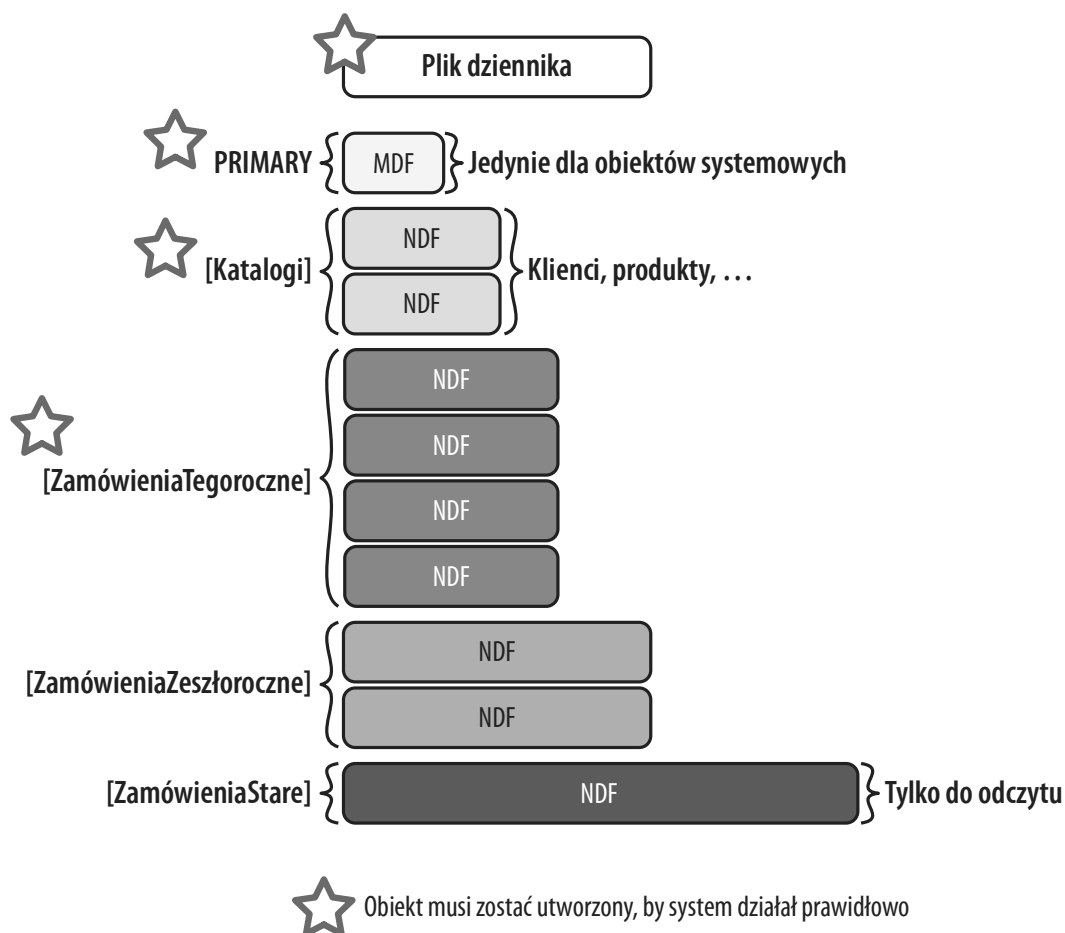 Plik dziennika
PRIMARY MDF Jedynie dla obiektów systemowych
NDF
[Katalogi] Klienci, produkty, ...
NDF
NDF
NDF
[ZamówieniaTegoroczne]
NDF
NDF
NDF
[ZamówieniaZeszłoroczne]
NDF
[ZamówieniaStare] NDF Tylko do odczytu
Obiekt musi zostać utworzony, by system działał prawidłowo